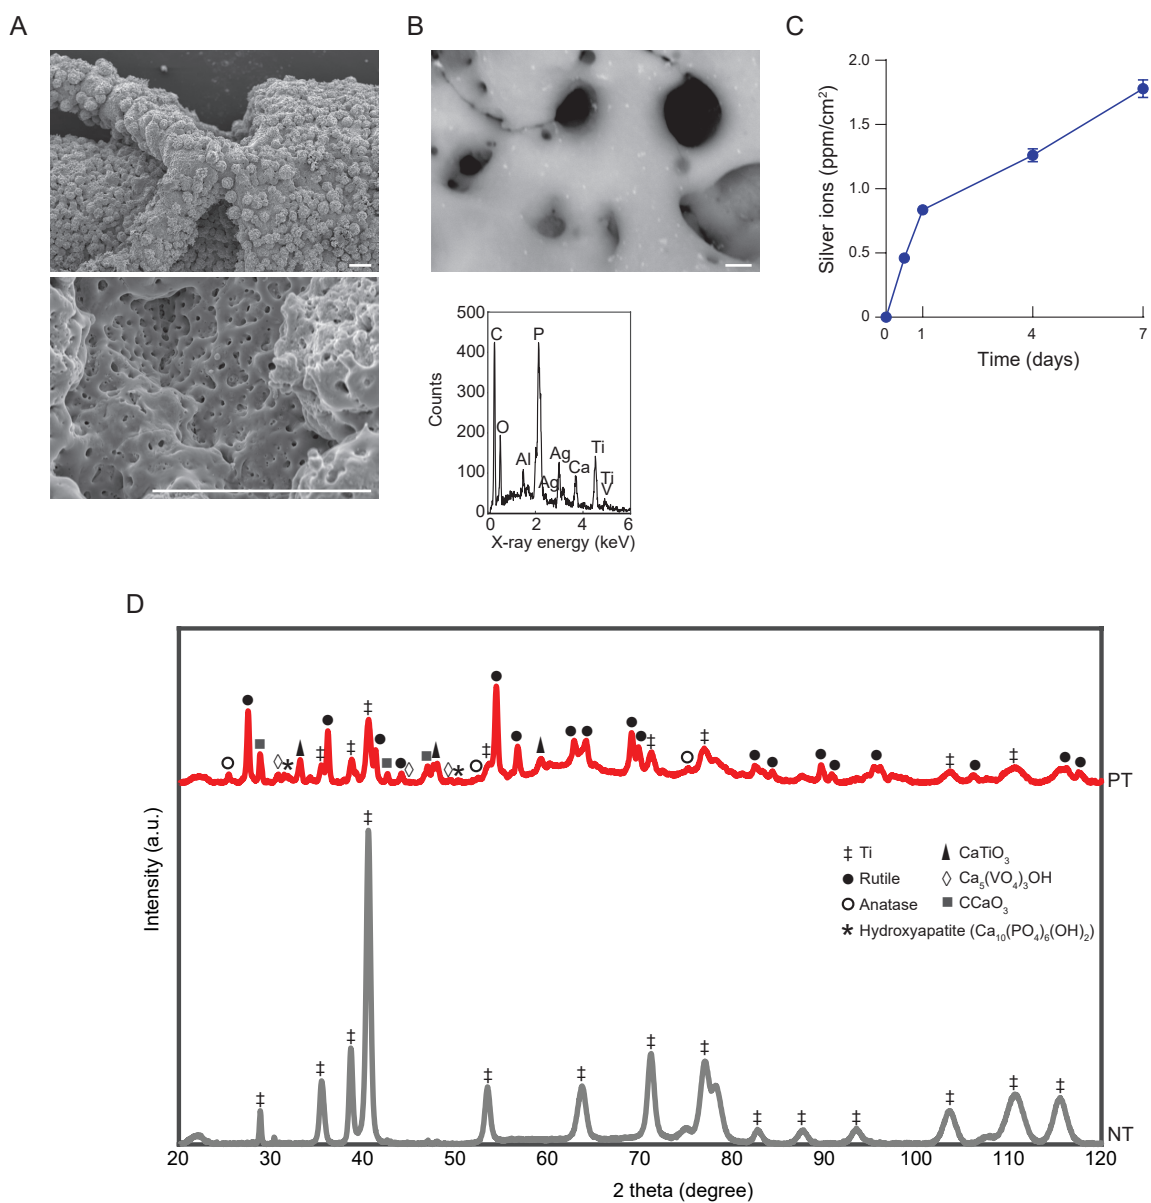 A
B
C
2.0
1.5
1.0
0.5
0
0
1
4
7
Silver ions (ppm/cm²)
Time (days)
500
400
300
200
100
0
0
2
4
6
Counts
X-ray energy (keV)
C
O
Al
P
Ag
Ag
Ca
Ti
Ti
V
D
Intensity (a.u.)
PT
‡ Ti
● Rutile
○ Anatase
* Hydroxyapatite (Ca₁₀(PO₄)₆(OH)₂)
▲ CaTiO₃
◊ Ca₅(VO₄)₃OH
■ CCaO₃
NT
20 30 40 50 60 70 80 90 100 110 120
2 theta (degree)